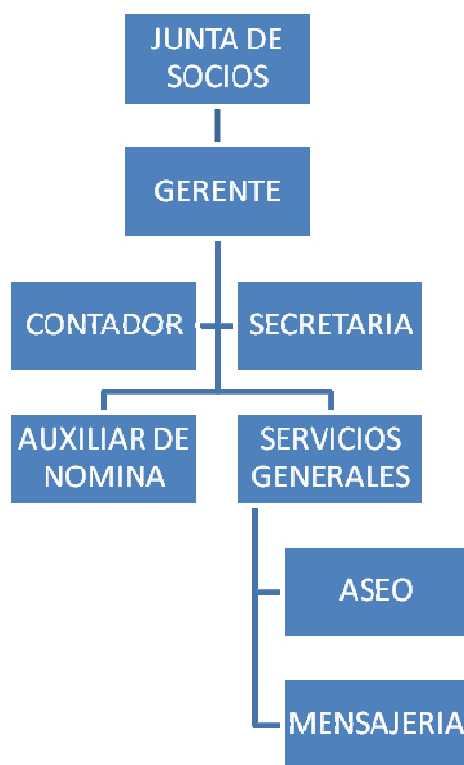 JUNTA DE
SOCIOS
GERENTE
CONTADOR
SECRETARIA
AUXILIAR DE
NOMINA
SERVICIOS
GENERALES
ASEO
MENSAJERIA